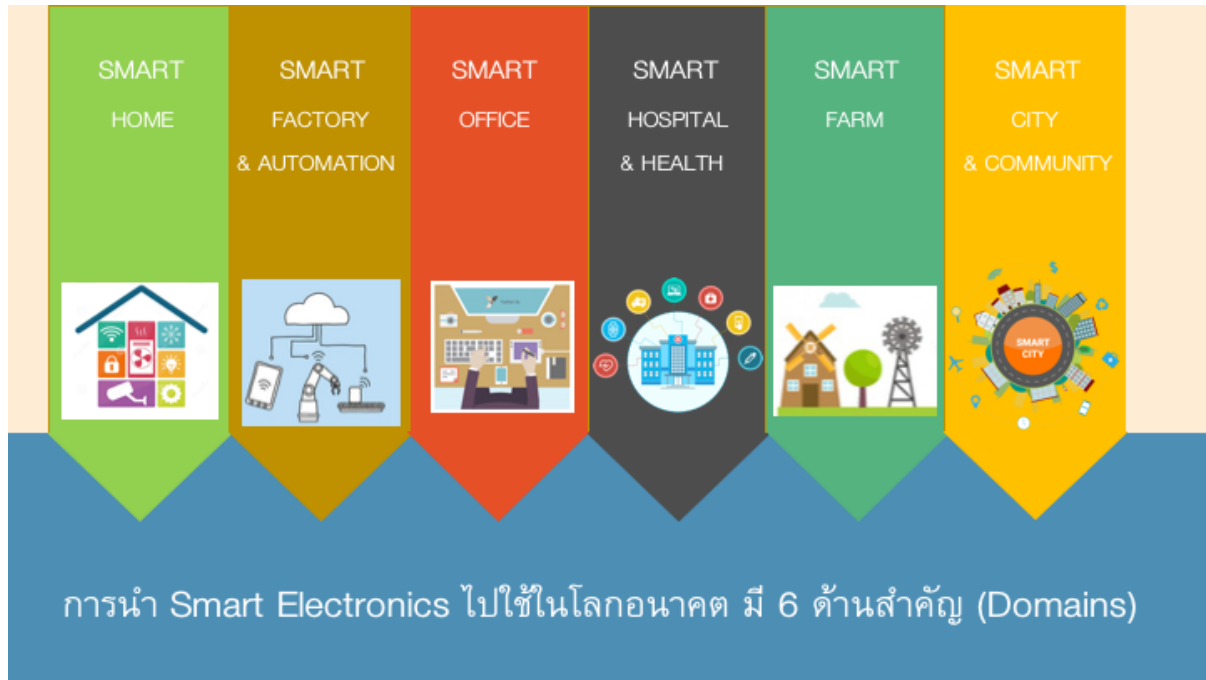 SMART
HOME
SMART
FACTORY
& AUTOMATION
SMART
OFFICE
SMART
HOSPITAL
& HEALTH
SMART
FARM
SMART
CITY
& COMMUNITY
SMART
CITY
การนำ Smart Electronics ไปใช้ในโลกอนาคต มี 6 ด้านสำคัญ (Domains)